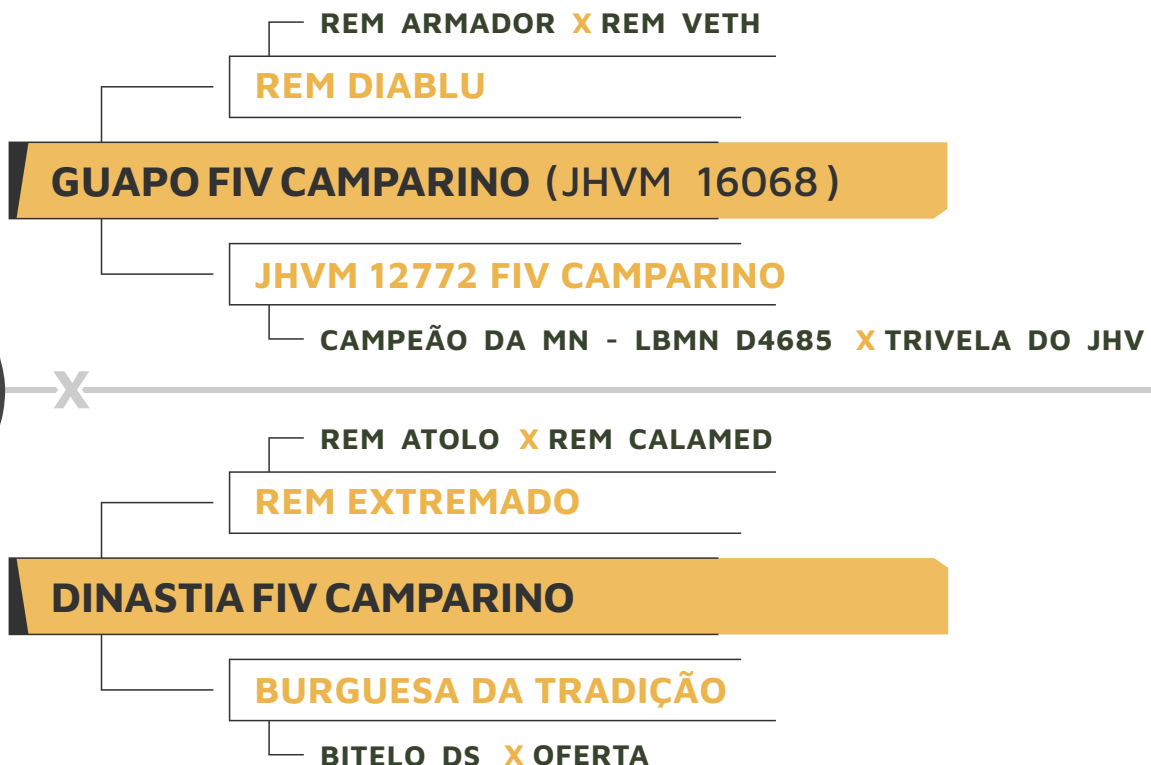 REM ARMADOR X REM VETH
REM DIABLU
GUAPO FIV CAMPARINO (JHVM 16068)
JHVM 12772 FIV CAMPARINO
CAMPEÃO DA MN - LBMN D4685 X TRIVELA DO JHV
X
REM ATOLO X REM CALAMED
REM EXTREMADO
DINASTIA FIV CAMPARINO
BURGUESA DA TRADIÇÃO
BITELO DS X OFERTA